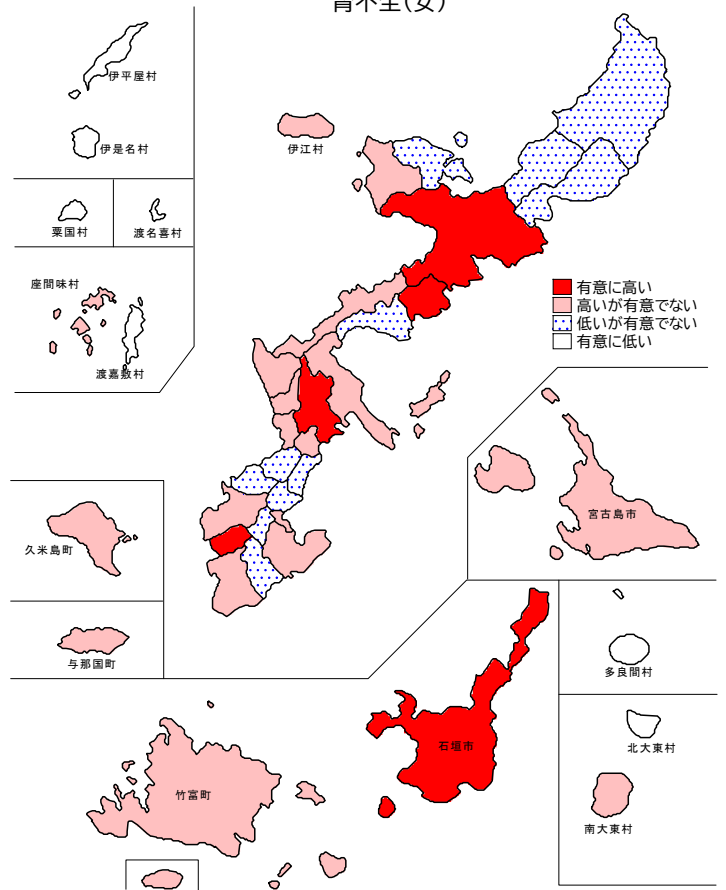 腎不全(女)
伊平屋村
伊是名村
粟国村
渡名喜村
座間味村
渡嘉敷村
伊江村
有意に高い
高いが有意でない
低いが有意でない
有意に低い
久米島町
与那国町
宮古島市
多良間村
北大東村
南大東村
石垣市
竹富町